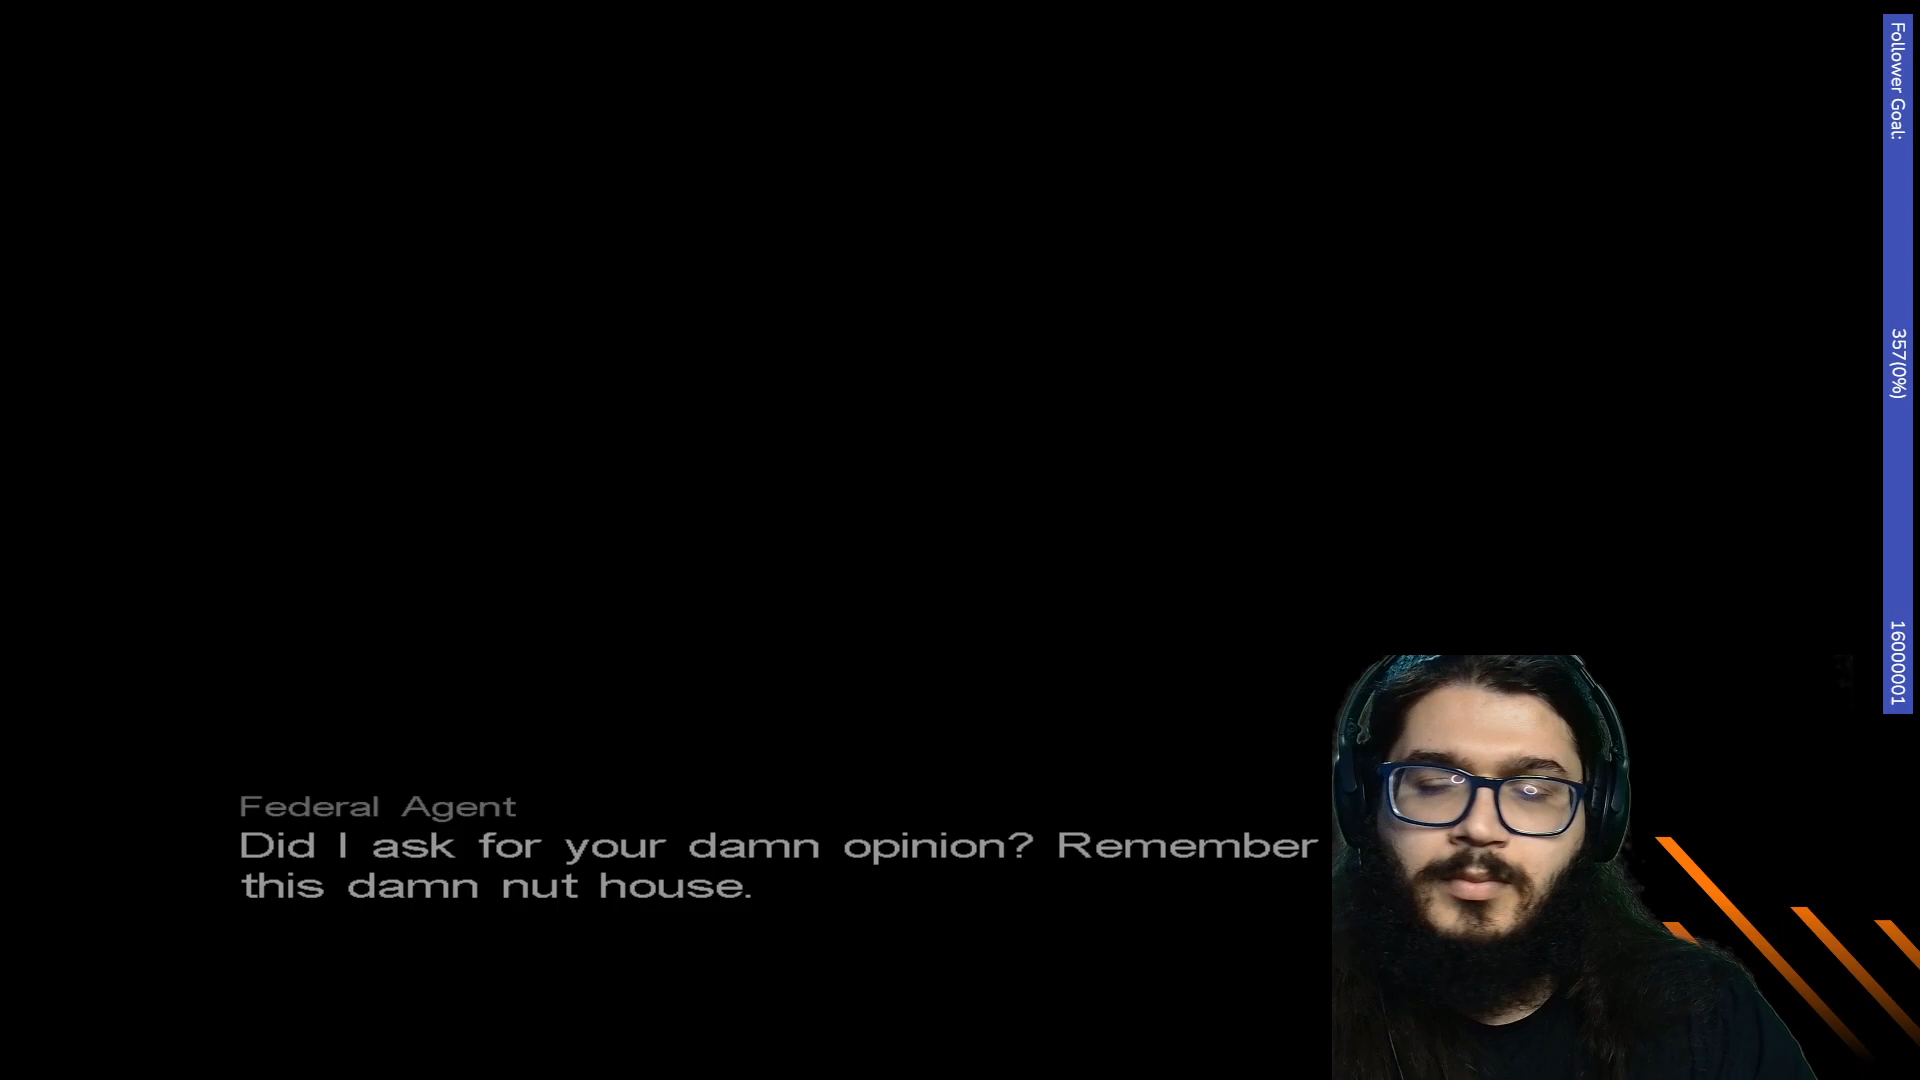 Federal Agent
Did I ask for your damn opinion? Remember
this damn nut house.
Follower Goal:
357(0%)
16000001